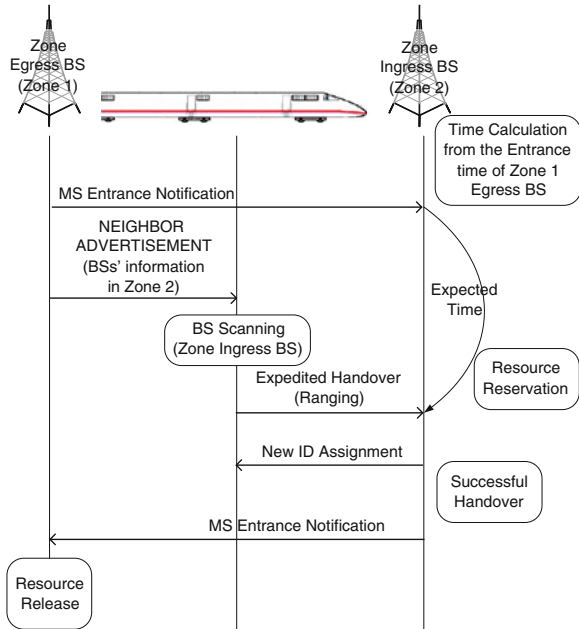 Zone
Egress BS
(Zone 1)
Zone
Ingress BS
(Zone 2)
Time Calculation
from the Entrance
time of Zone 1
Egress BS
MS Entrance Notification
NEIGHBOR
ADVERTISEMENT
(BSs' information
in Zone 2)
Expected
Time
BS Scanning
(Zone Ingress BS)
Expedited Handover
(Ranging)
Resource
Reservation
New ID Assignment
Successful
Handover
MS Entrance Notification
Resource
Release